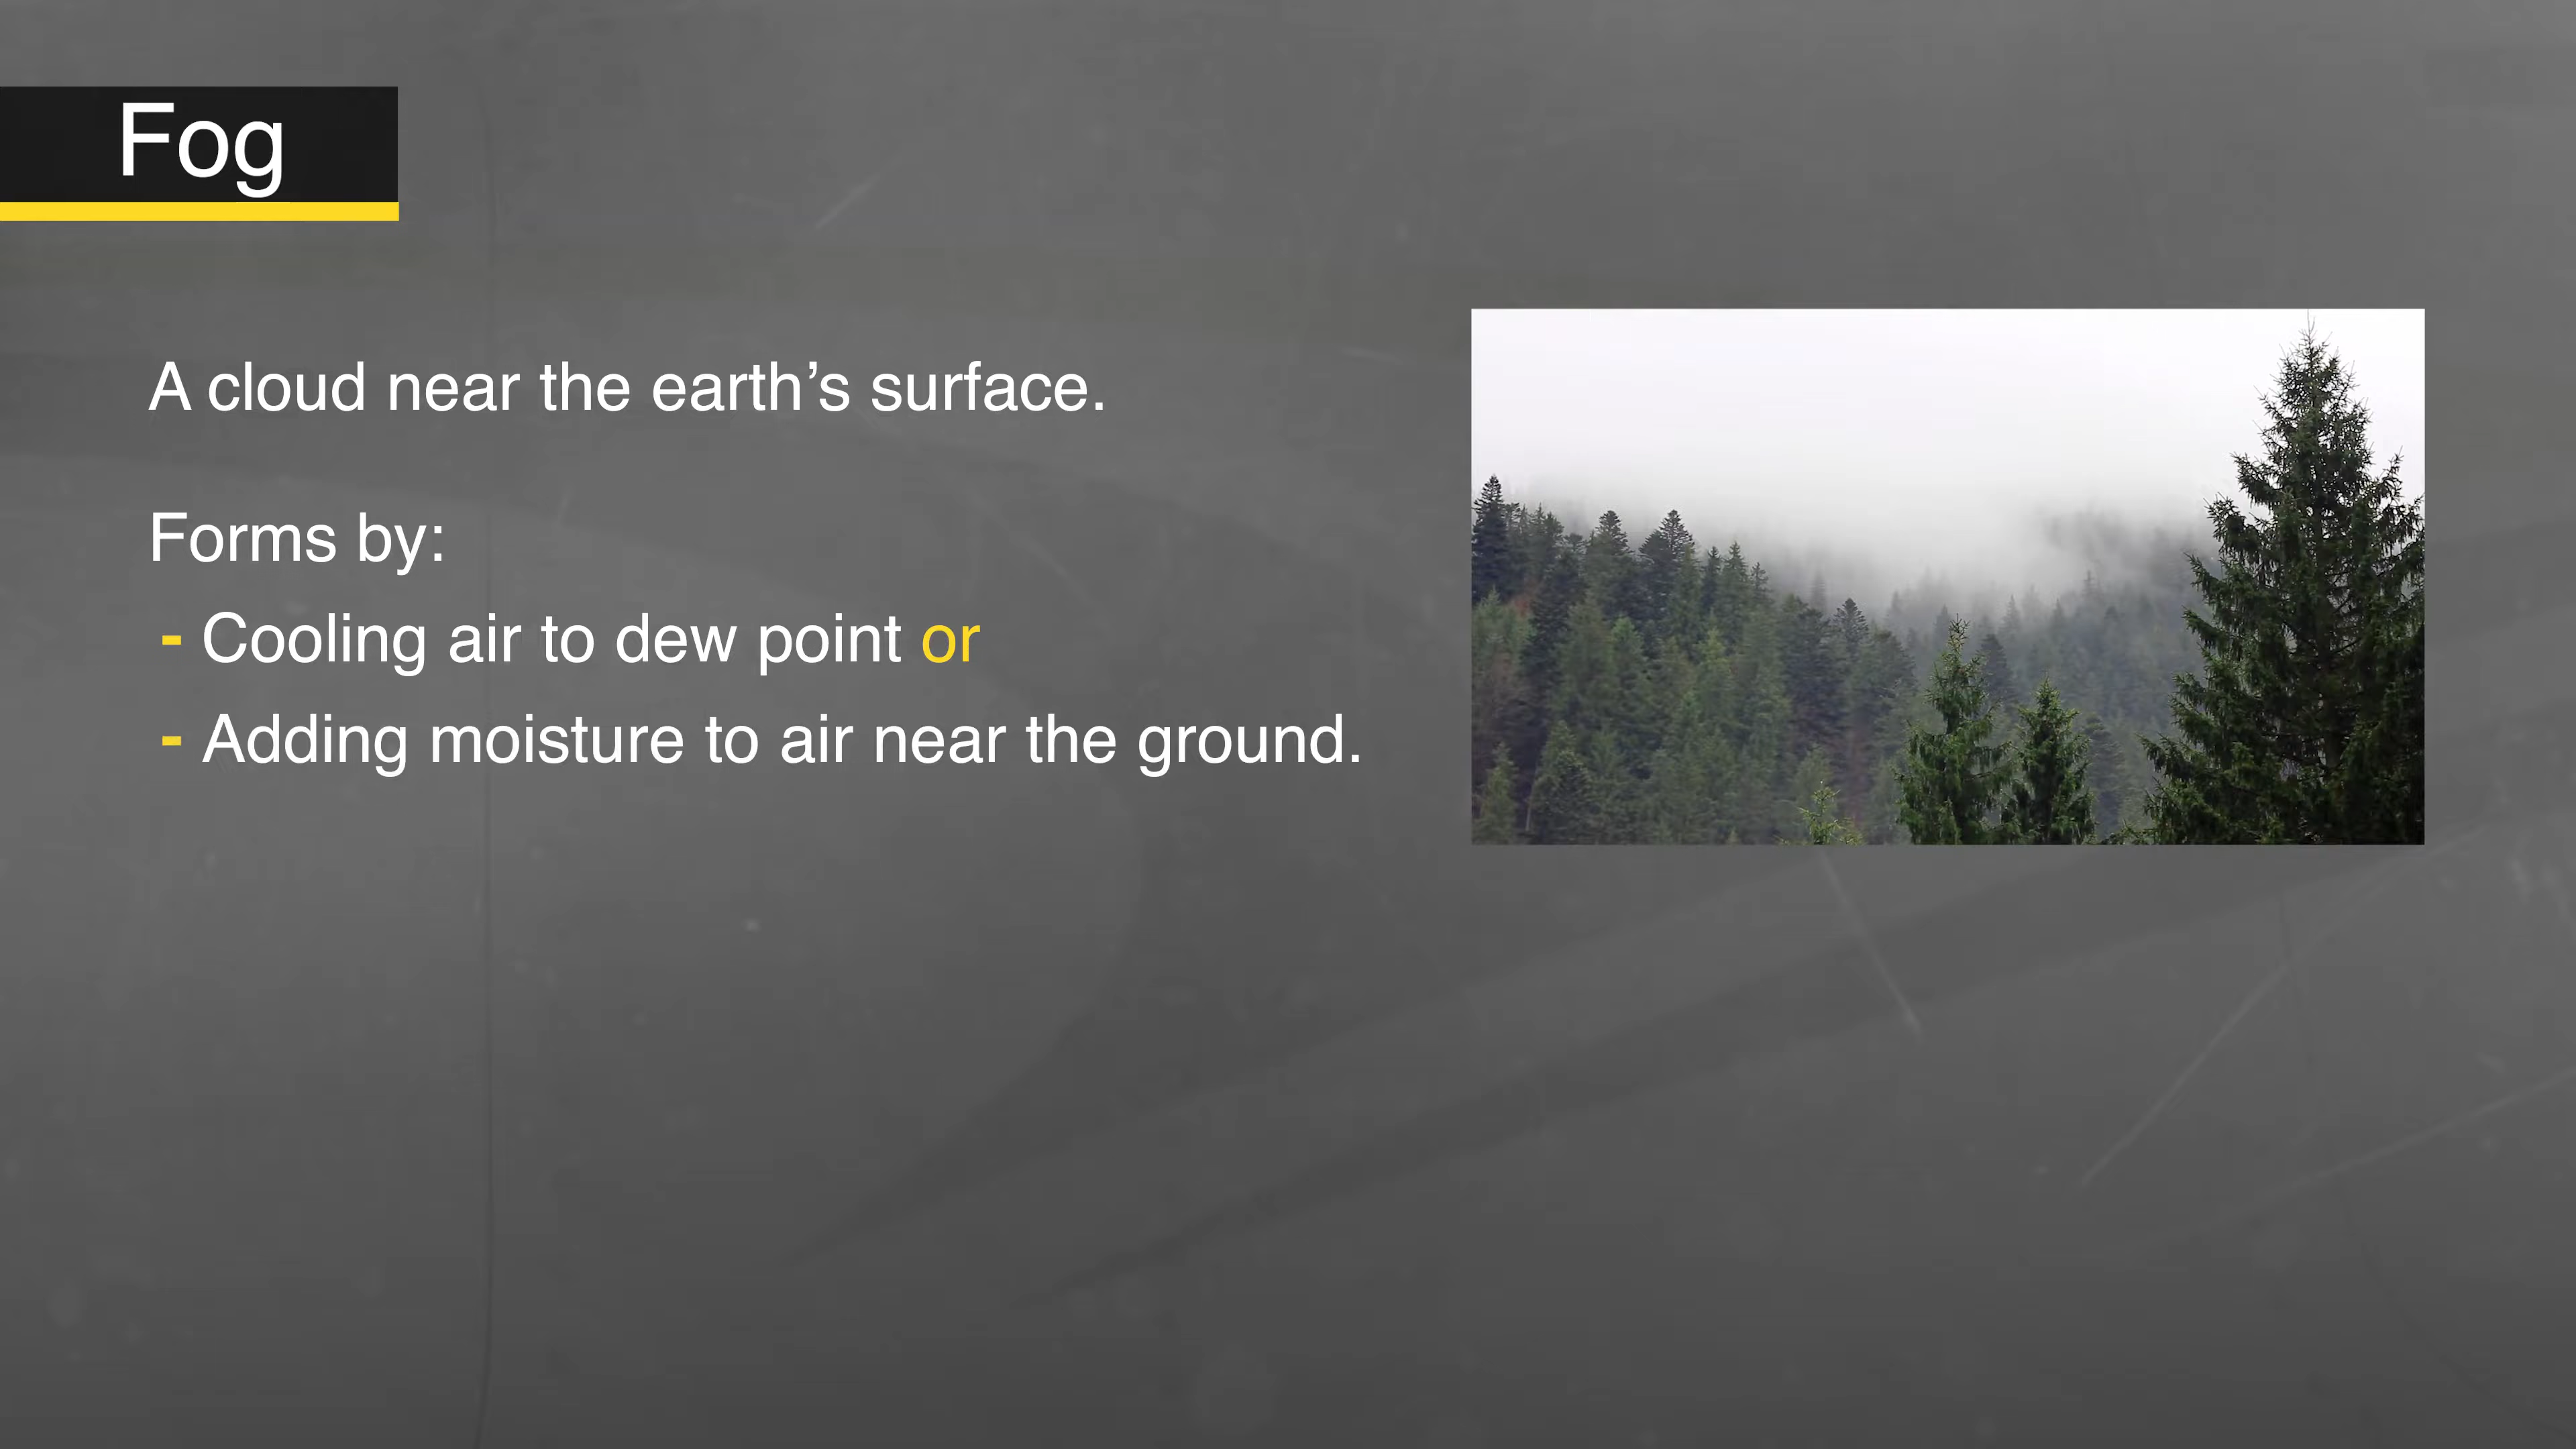 Fog
A cloud near the earth’s surface.
Forms by:
- Cooling air to dew point or
- Adding moisture to air near the ground.